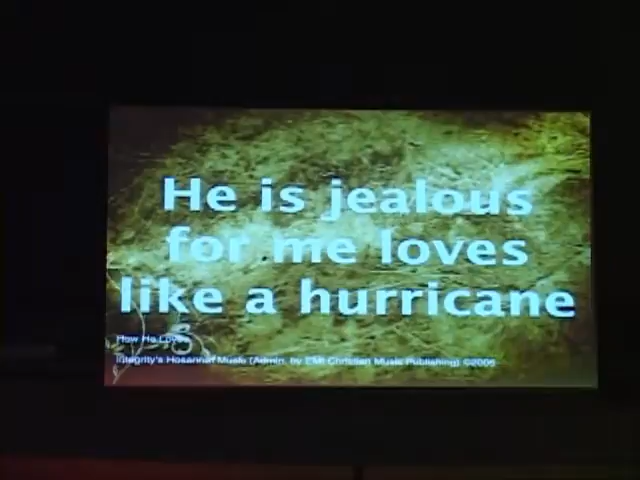 He is jealous
for me loves
like a hurricane
How He Loves
Integrity's Hosanna! Music (Admin. by EMI Christian Music Publishing) ©2005